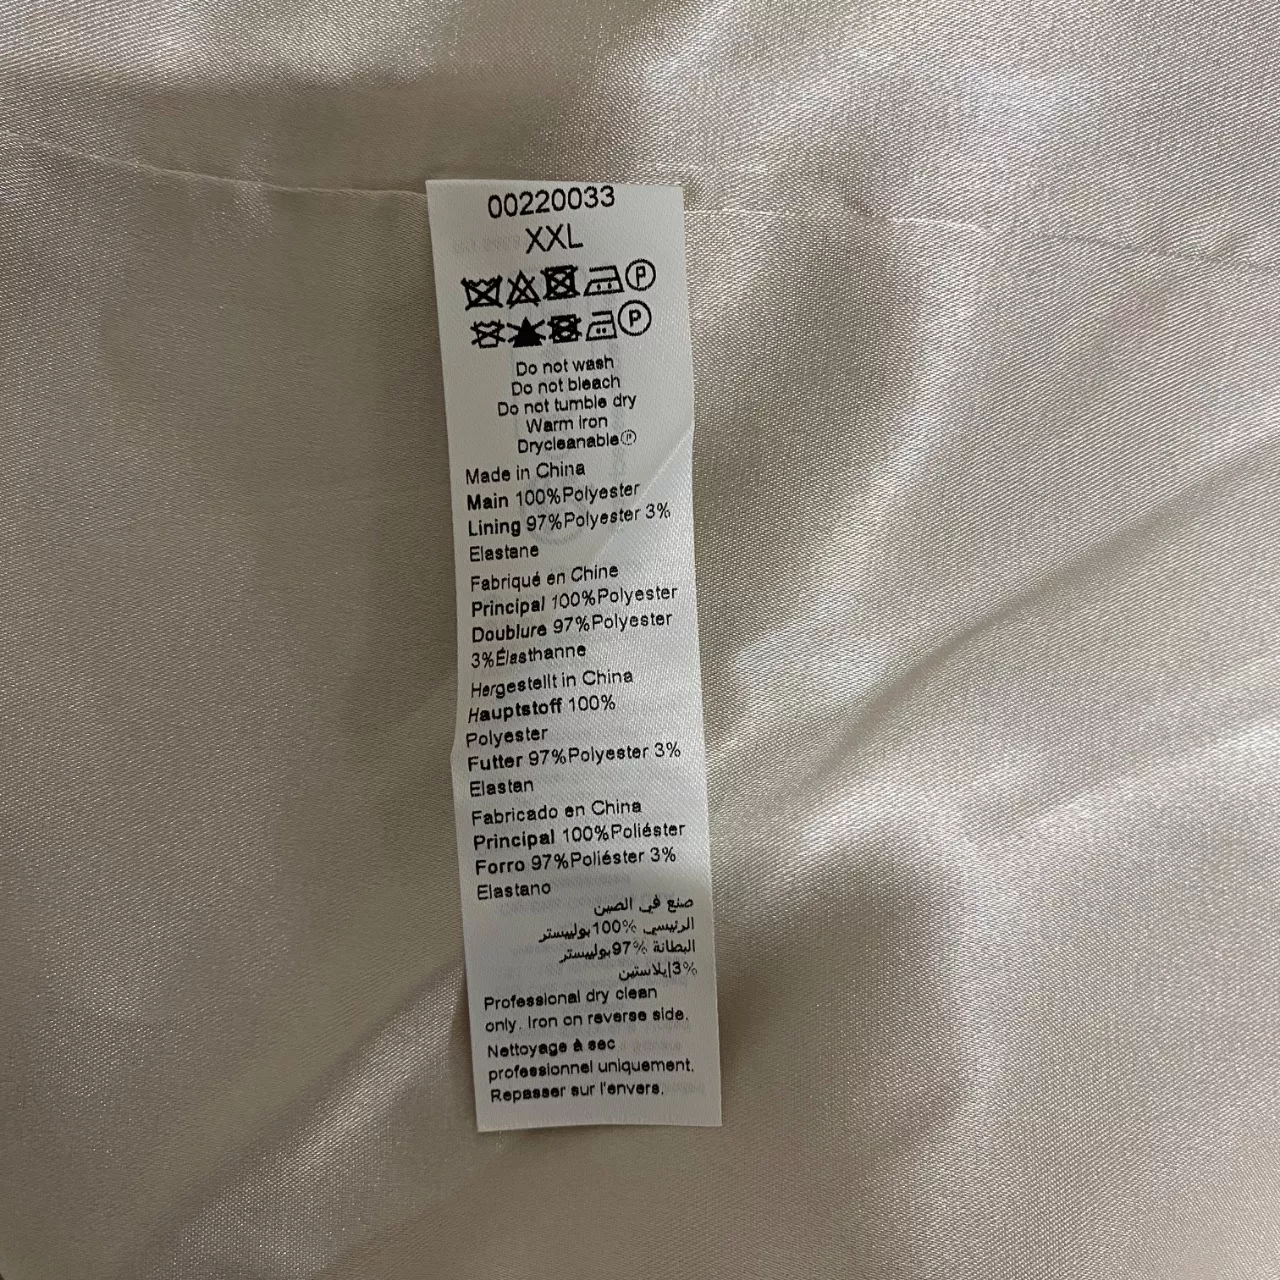 00220033
XXL
Do not wash
Do not bleach
Do not tumble dry
Warm iron
Drycleanable Ⓟ
Made in China
Main 100%Polyester
Lining 97%Polyester 3%
Elastane
Fabriqué en Chine
Principal 100%Polyester
Doublure 97%Polyester
3%Élasthanne
Hergestellt in China
Hauptstoff 100%
Polyester
Futter 97%Polyester 3%
Elastan
Fabricado en China
Principal 100%Poliéster
Forro 97%Poliéster 3%
Elastano
صنع في الصين
الرئيسي %100بوليستر
البطانة %97بوليستر
%3إيلاستين
Professional dry clean
only. Iron on reverse side.
Nettoyage à sec
professionnel uniquement.
Repasser sur l'envers.